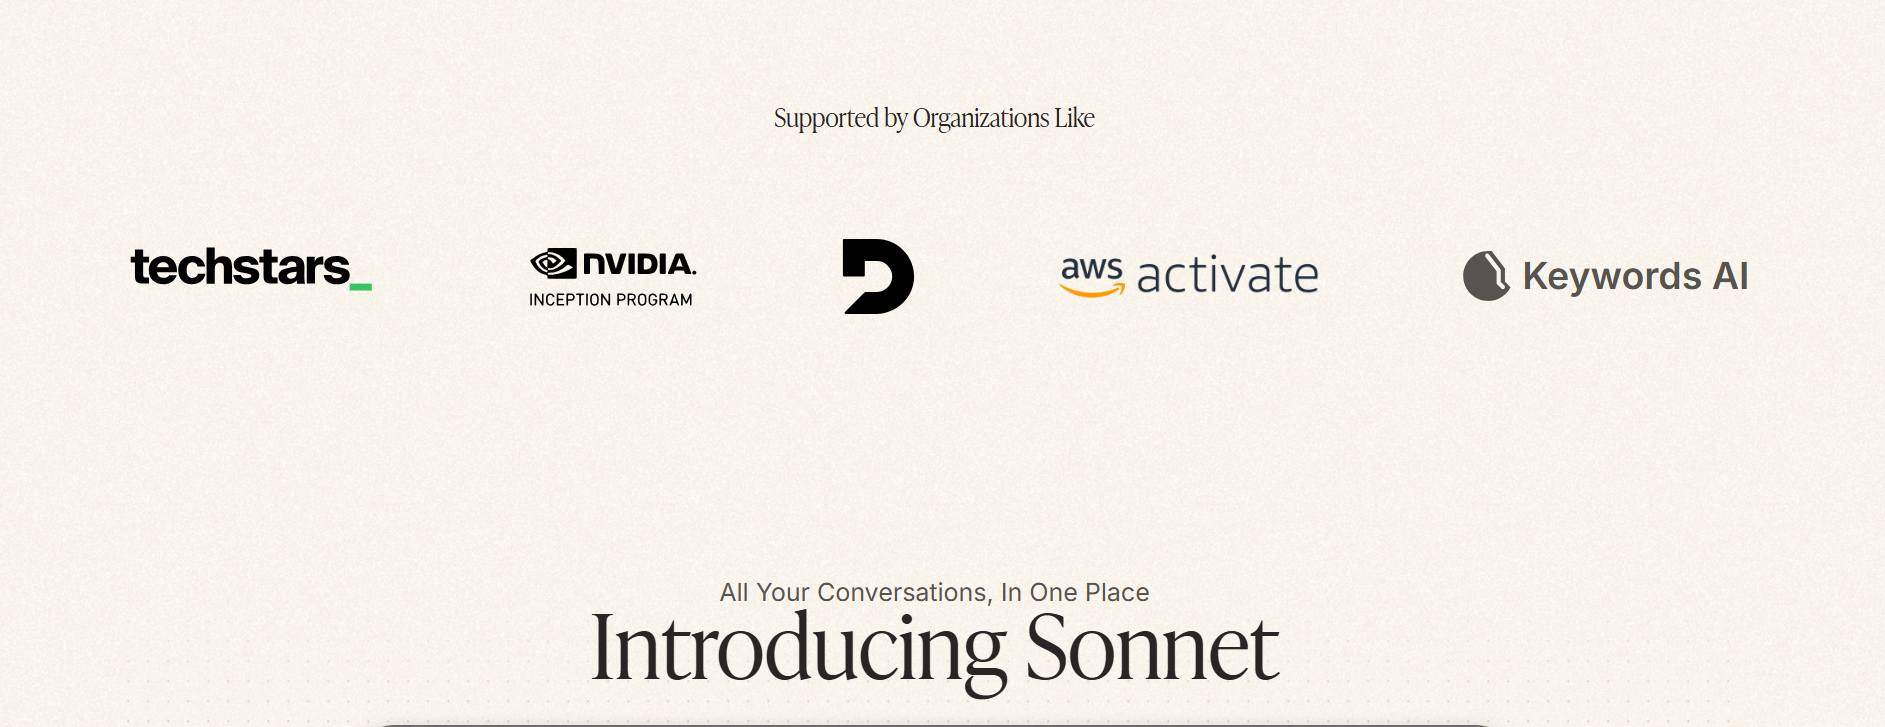 Supported by Organizations Like
techstars_
NVIDIA.
INCEPTION PROGRAM
D
aws activate
Keywords AI
All Your Conversations, In One Place
Introducing Sonnet